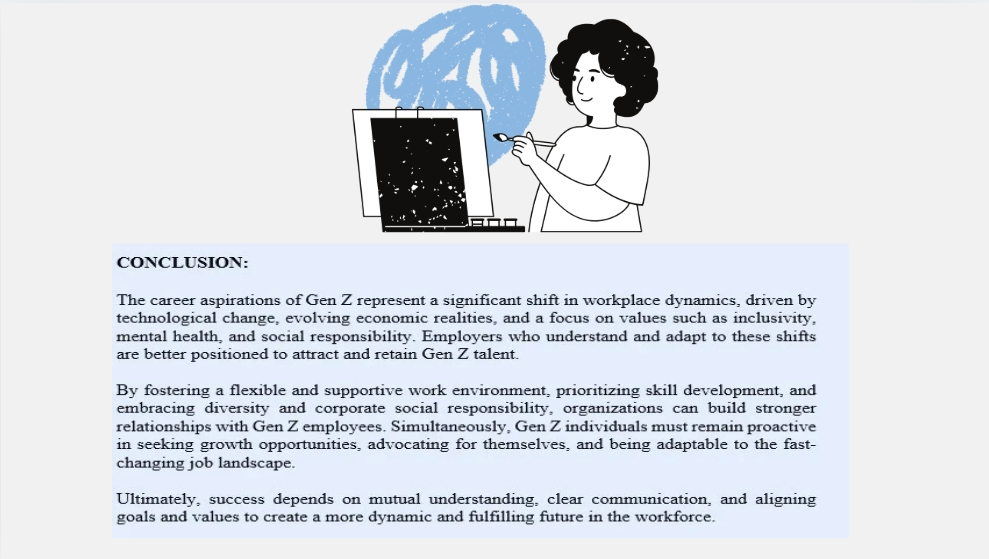 CONCLUSION:
The career aspirations of Gen Z represent a significant shift in workplace dynamics, driven by
technological change, evolving economic realities, and a focus on values such as inclusivity,
mental health, and social responsibility. Employers who understand and adapt to these shifts
are better positioned to attract and retain Gen Z talent.
By fostering a flexible and supportive work environment, prioritizing skill development, and
embracing diversity and corporate social responsibility, organizations can build stronger
relationships with Gen Z employees. Simultaneously, Gen Z individuals must remain proactive
in seeking growth opportunities, advocating for themselves, and being adaptable to the fast-
changing job landscape.
Ultimately, success depends on mutual understanding, clear communication, and aligning
goals and values to create a more dynamic and fulfilling future in the workforce.